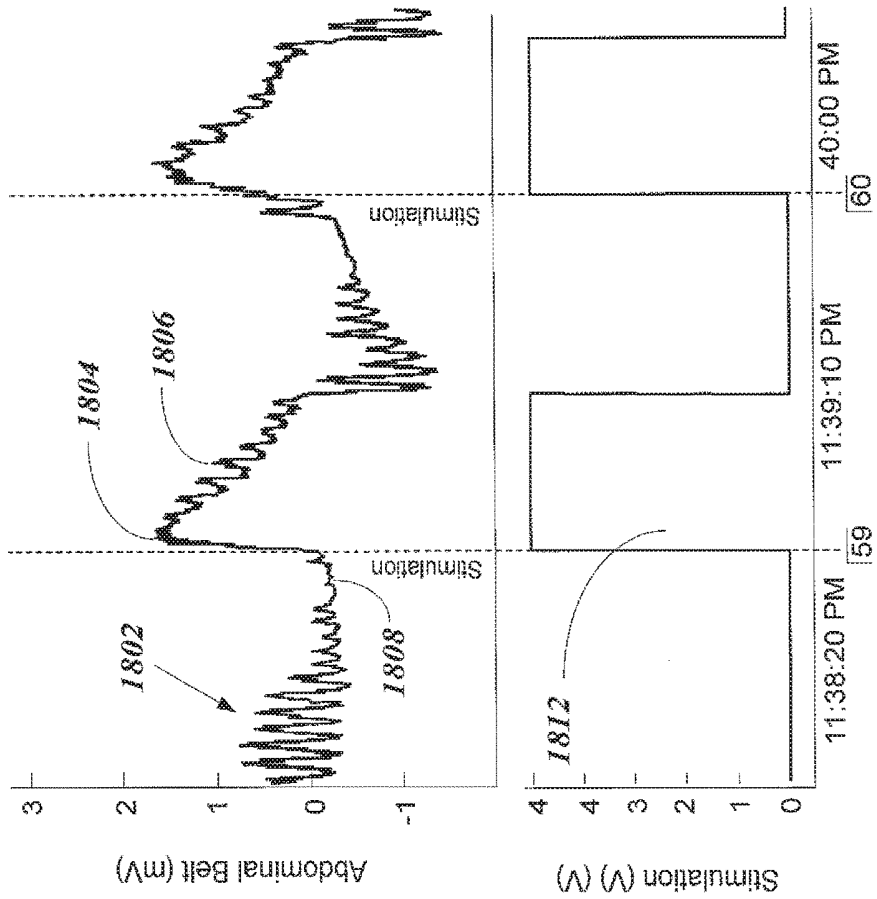 Abdominal Belt (mV)
3
2
1
0
-1
1802
1804
1806
1808
Stimulation
Stimulation
Stimulation (V) (V)
4
4
3
2
1
0
1812
59
60
11:38:20 PM
11:39:10 PM
40:00 PM